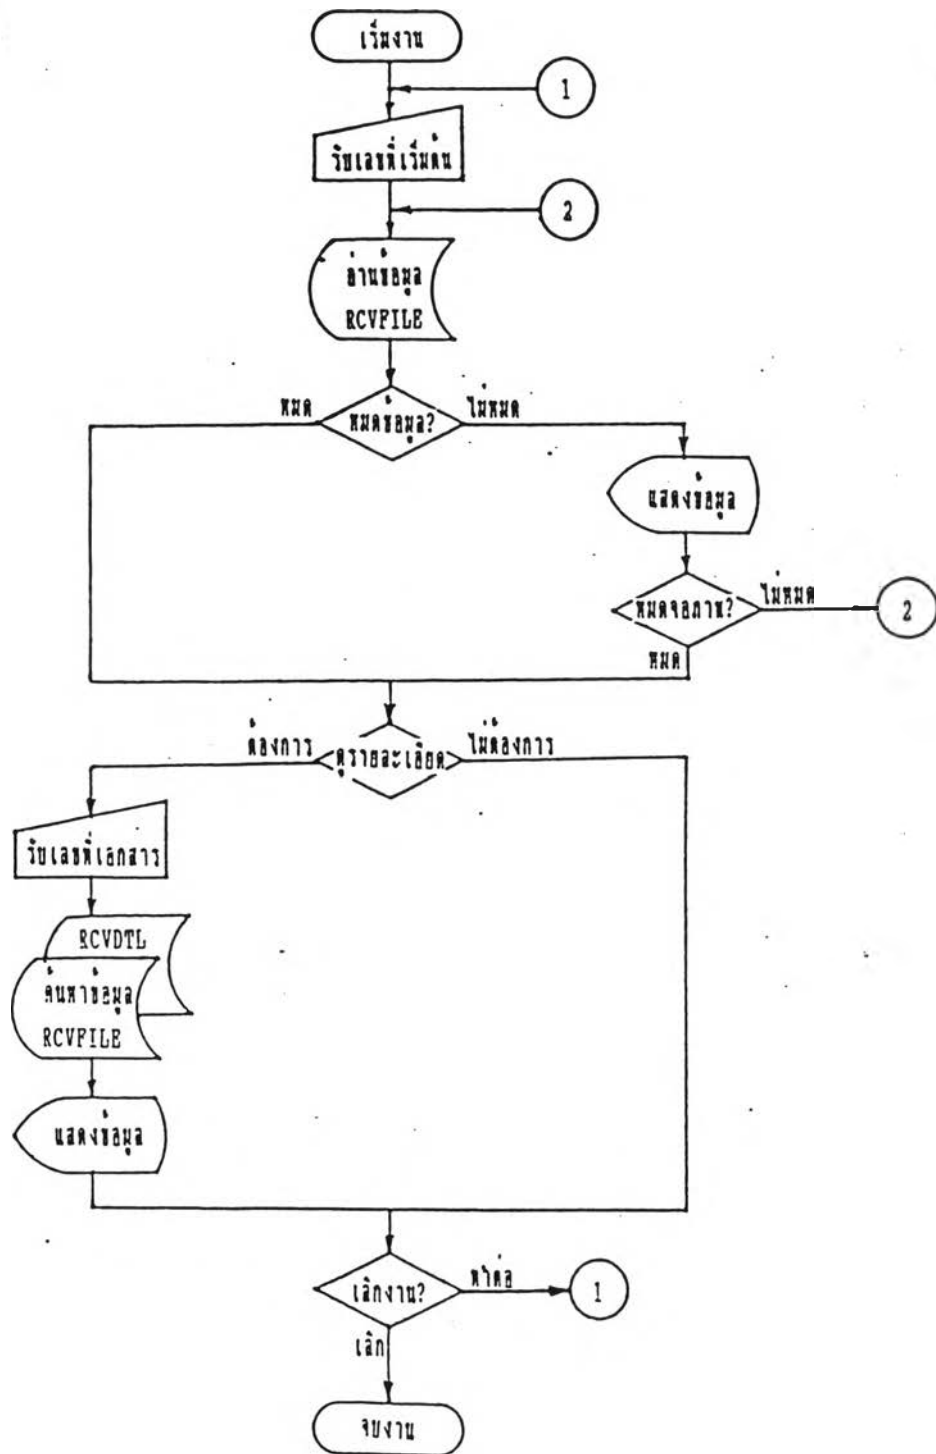 เริ่มงาน
1
รับเลขที่เริ่มต้น
2
อ่านข้อมูล
RCVFILE
หมด
หมดข้อมูล?
ไม่หมด
แสดงข้อมูล
หมดจอภาพ?
ไม่หมด
2
หมด
ต้องการ
ดูรายละเอียด
ไม่ต้องการ
รับเลขที่เอกสาร
RCVDTL
ค้นหาข้อมูล
RCVFILE
แสดงข้อมูล
เลิกงาน?
ทำต่อ
1
เลิก
จบงาน